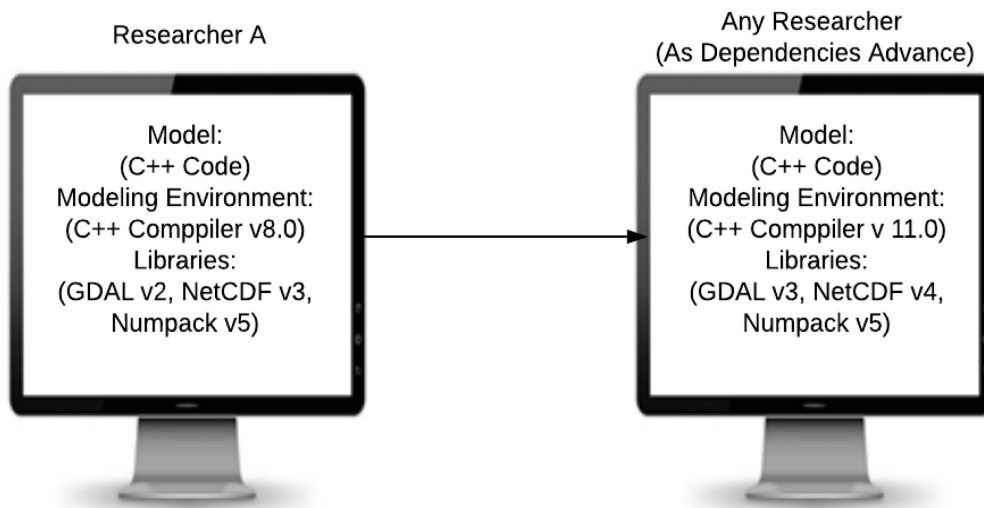 Researcher A
Model:
(C++ Code)
Modeling Environment:
(C++ Comppiler v8.0)
Libraries:
(GDAL v2, NetCDF v3,
Numpack v5)
Any Researcher
(As Dependencies Advance)
Model:
(C++ Code)
Modeling Environment:
(C++ Comppiler v 11.0)
Libraries:
(GDAL v3, NetCDF v4,
Numpack v5)